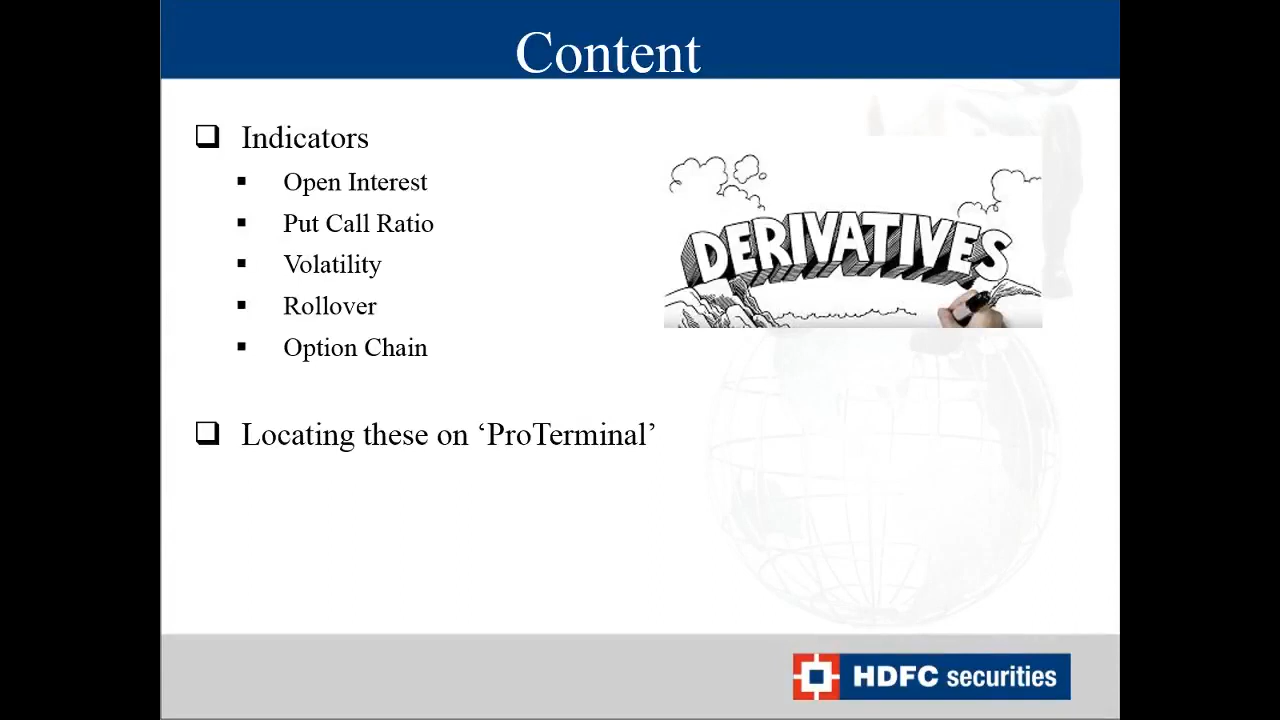 Content
Indicators
Open Interest
Put Call Ratio
Volatility
Rollover
Option Chain
DERIVATIVES
Locating these on ‘ProTerminal’
HDFC securities